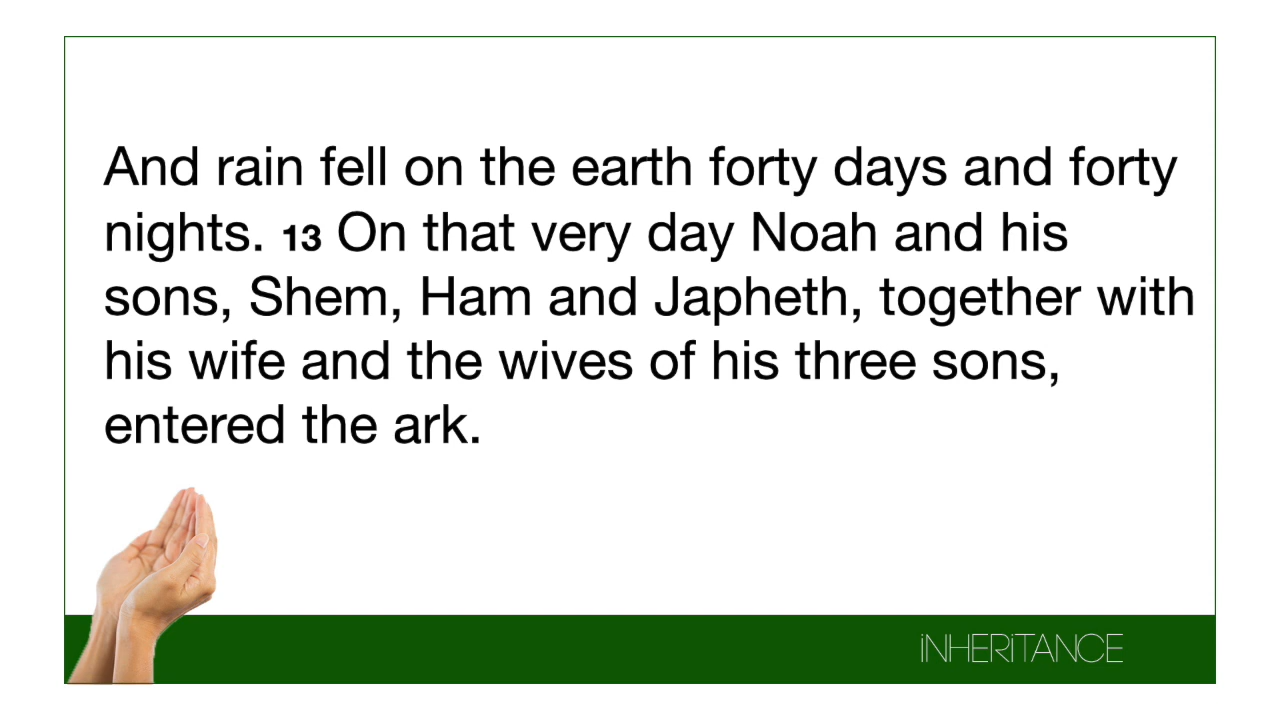 And rain fell on the earth forty days and forty
nights. 13 On that very day Noah and his
sons, Shem, Ham and Japheth, together with
his wife and the wives of his three sons,
entered the ark.
iNHERiTANCE